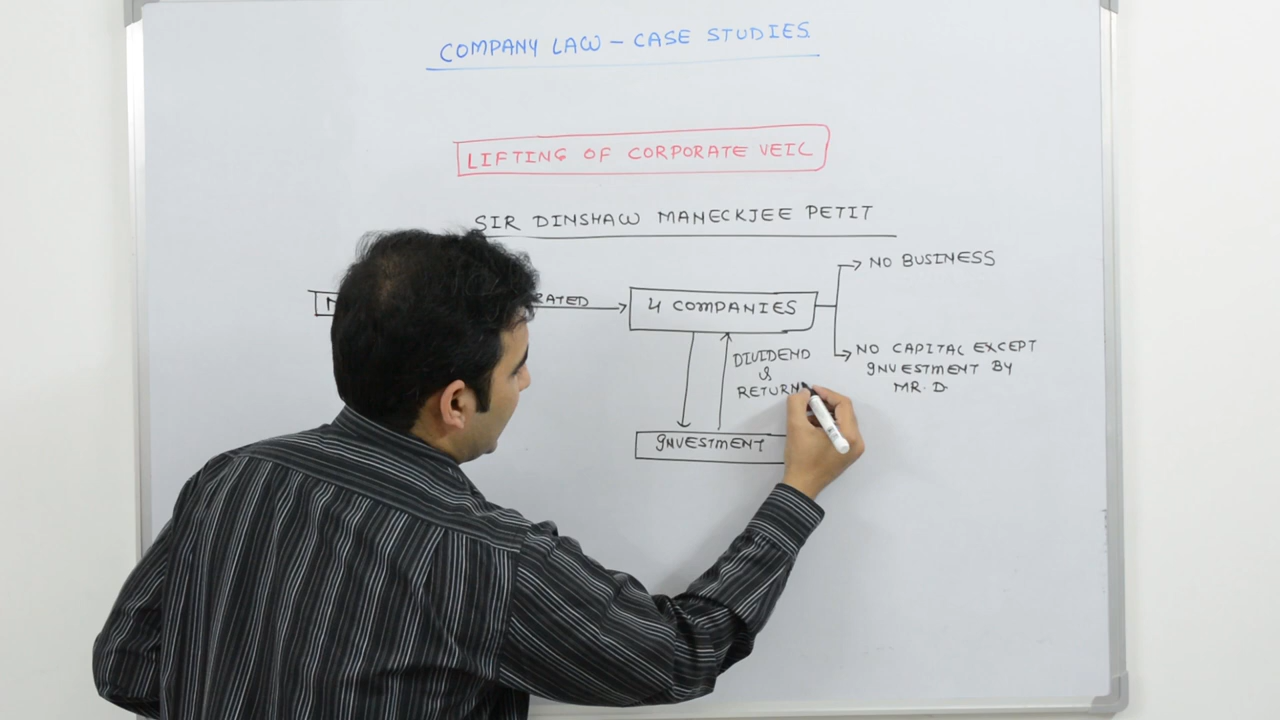 COMPANY LAW - CASE STUDIES
LIFTING OF CORPORATE VEIL
SIR DINSHAW MANECKJEE PETIT
NO BUSINESS
4 COMPANIES
DIVIDEND
&
RETURN
NO CAPITAL EXCEPT
INVESTMENT BY
MR. D.
INVESTMENT